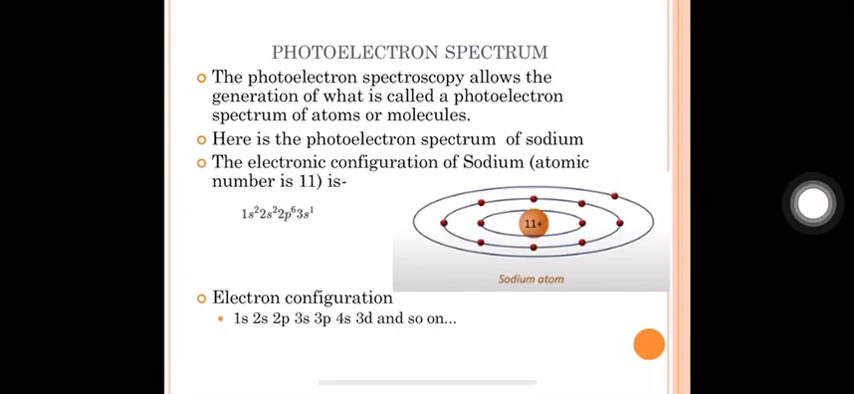 PHOTOELECTRON SPECTRUM
The photoelectron spectroscopy allows the
generation of what is called a photoelectron
spectrum of atoms or molecules.
Here is the photoelectron spectrum of sodium
The electronic configuration of Sodium (atomic
number is 11) is-
1s²2s²2p⁶3s¹
11+
Sodium atom
Electron configuration
1s 2s 2p 3s 3p 4s 3d and so on...